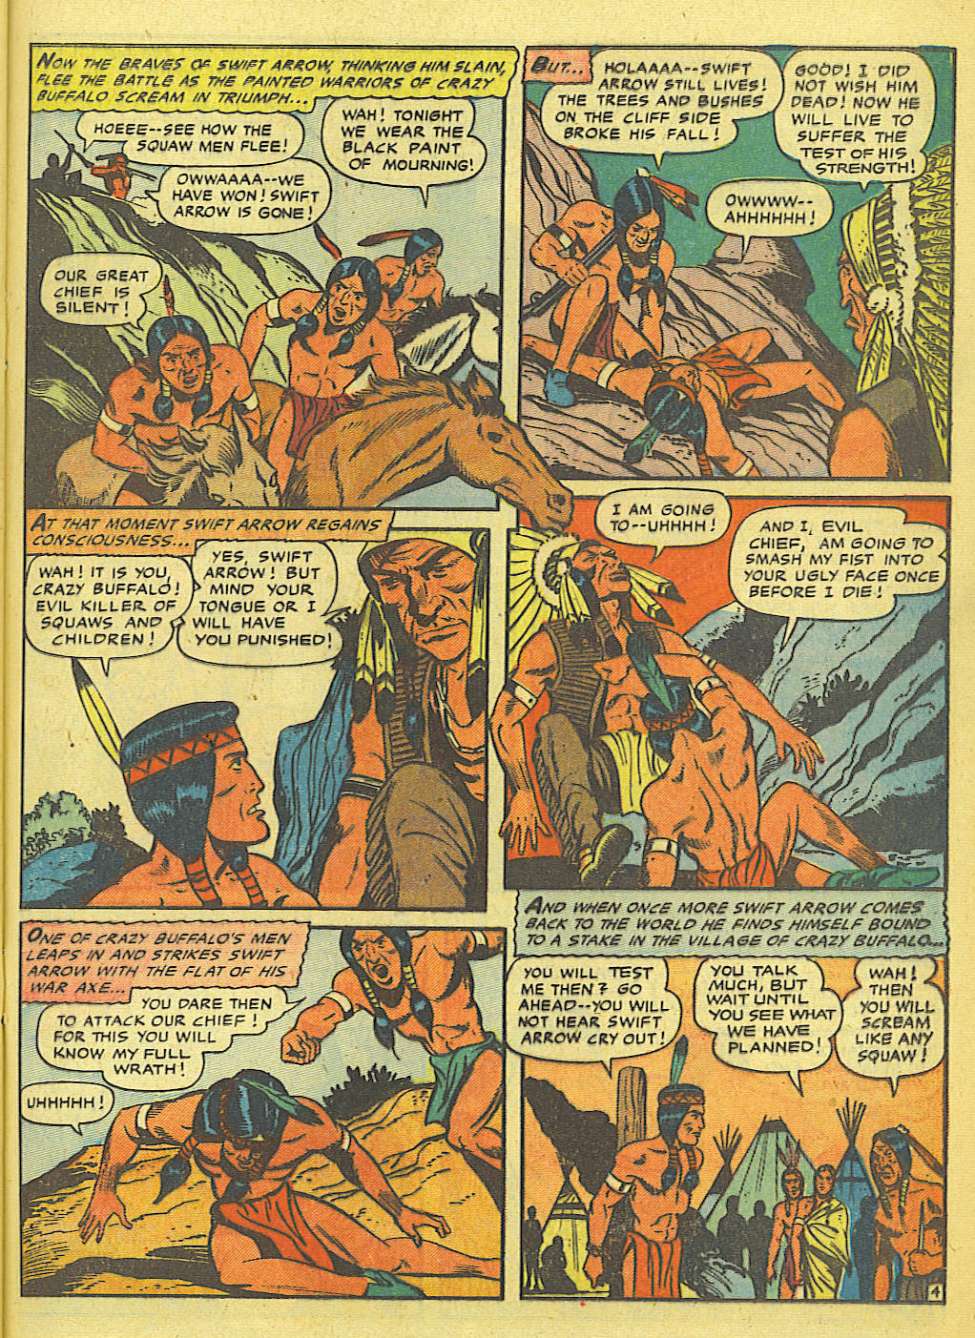 NOW THE BRAVES OF SWIFT ARROW, THINKING HIM SLAIN,
FLEE THE BATTLE AS THE PAINTED WARRIORS OF CRAZY
BUFFALO SCREAM IN TRIUMPH...
HOEEE--SEE HOW THE
SQUAW MEN FLEE!
WAH! TONIGHT
WE WEAR THE
BLACK PAINT
OF MOURNING!
OWWAAAA--WE
HAVE WON! SWIFT
ARROW IS GONE!
OUR GREAT
CHIEF IS
SILENT!
BUT...
HOLAAAA--SWIFT
ARROW STILL LIVES!
THE TREES AND BUSHES
ON THE CLIFF SIDE
BROKE HIS FALL!
GOOD! I DID
NOT WISH HIM
DEAD! NOW HE
WILL LIVE TO
SUFFER THE
TEST OF HIS
STRENGTH!
OWWWW--
AHHHHHH!
AT THAT MOMENT SWIFT ARROW REGAINS
CONSCIOUSNESS...
WAH! IT IS YOU,
CRAZY BUFFALO!
EVIL KILLER OF
SQUAWS AND
CHILDREN!
YES, SWIFT
ARROW! BUT
MIND YOUR
TONGUE OR I
WILL HAVE
YOU PUNISHED!
I AM GOING
TO--UHHHH!
AND I, EVIL
CHIEF, AM GOING TO
SMASH MY FIST INTO
YOUR UGLY FACE ONCE
BEFORE I DIE!
ONE OF CRAZY BUFFALO'S MEN
LEAPS IN AND STRIKES SWIFT
ARROW WITH THE FLAT OF HIS
WAR AXE...
YOU DARE THEN
TO ATTACK OUR CHIEF!
FOR THIS YOU WILL
KNOW MY FULL
WRATH!
UHHHHH!
AND WHEN ONCE MORE SWIFT ARROW COMES
BACK TO THE WORLD HE FINDS HIMSELF BOUND
TO A STAKE IN THE VILLAGE OF CRAZY BUFFALO...
YOU WILL TEST
ME THEN? GO
AHEAD--YOU WILL
NOT HEAR SWIFT
ARROW CRY OUT!
YOU TALK
MUCH, BUT
WAIT UNTIL
YOU SEE WHAT
WE HAVE
PLANNED!
WAH!
THEN
YOU WILL
SCREAM
LIKE ANY
SQUAW!
4